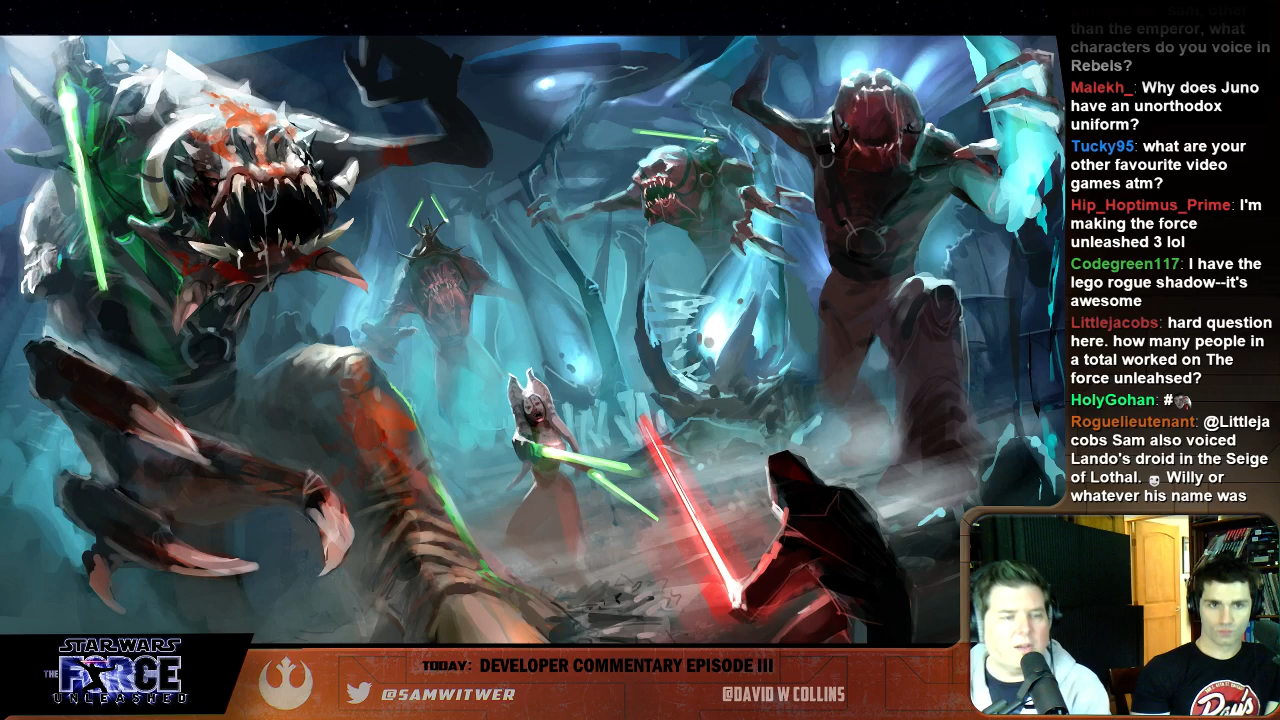 than the emperor, what
characters do you voice in
Rebels?
Malekh_: Why does Juno
have an unorthodox
uniform?
Tucky95: what are your
other favourite video
games atm?
Hip_Hoptimus_Prime: I'm
making the force
unleashed 3 lol
Codegreen117: I have the
lego rogue shadow--it's
awesome
Littlejacobs: hard question
here. how many people in
a total worked on The
force unleahsed?
HolyGohan: #
Roguelieutenant: @Littleja
cobs Sam also voiced
Lando's droid in the Seige
of Lothal. Willy or
whatever his name was
STAR WARS
THE FORCE
UNLEASHED
TODAY: DEVELOPER COMMENTARY EPISODE III
@SAMWITWER
@DAVID W COLLINS